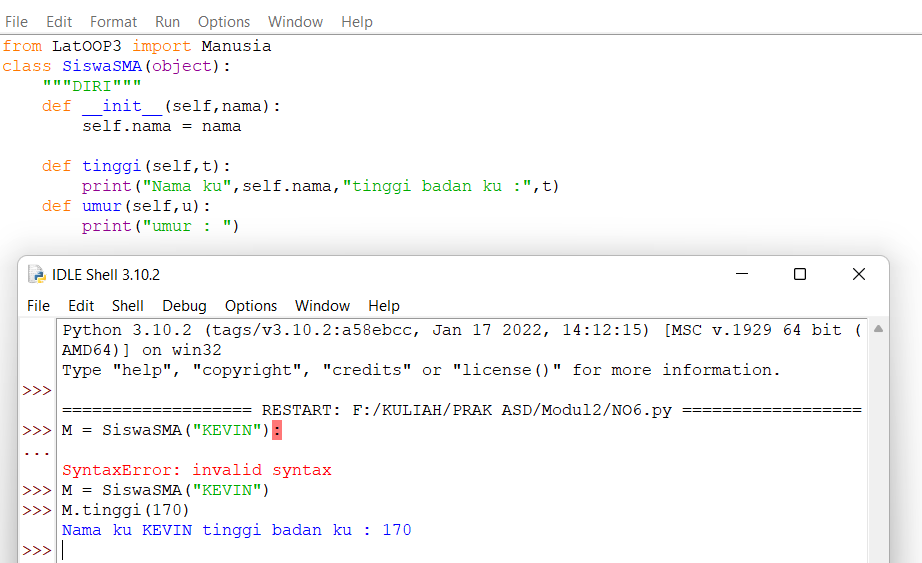 File Edit Format Run Options Window Help
from LatOOP3 import Manusia
class SiswaSMA(object):
    """DIRI"""
    def __init__(self,nama):
        self.nama = nama
    def tinggi(self,t):
        print("Nama ku",self.nama,"tinggi badan ku :",t)
    def umur(self,u):
        print("umur : ")
IDLE Shell 3.10.2
File Edit Shell Debug Options Window Help
Python 3.10.2 (tags/v3.10.2:a58ebcc, Jan 17 2022, 14:12:15) [MSC v.1929 64 bit (
AMD64)] on win32
Type "help", "copyright", "credits" or "license()" for more information.
>>>
=================== RESTART: F:/KULIAH/PRAK ASD/Modul2/NO6.py ==================
>>> M = SiswaSMA("KEVIN"):
...
SyntaxError: invalid syntax
>>> M = SiswaSMA("KEVIN")
>>> M.tinggi(170)
Nama ku KEVIN tinggi badan ku : 170
>>>